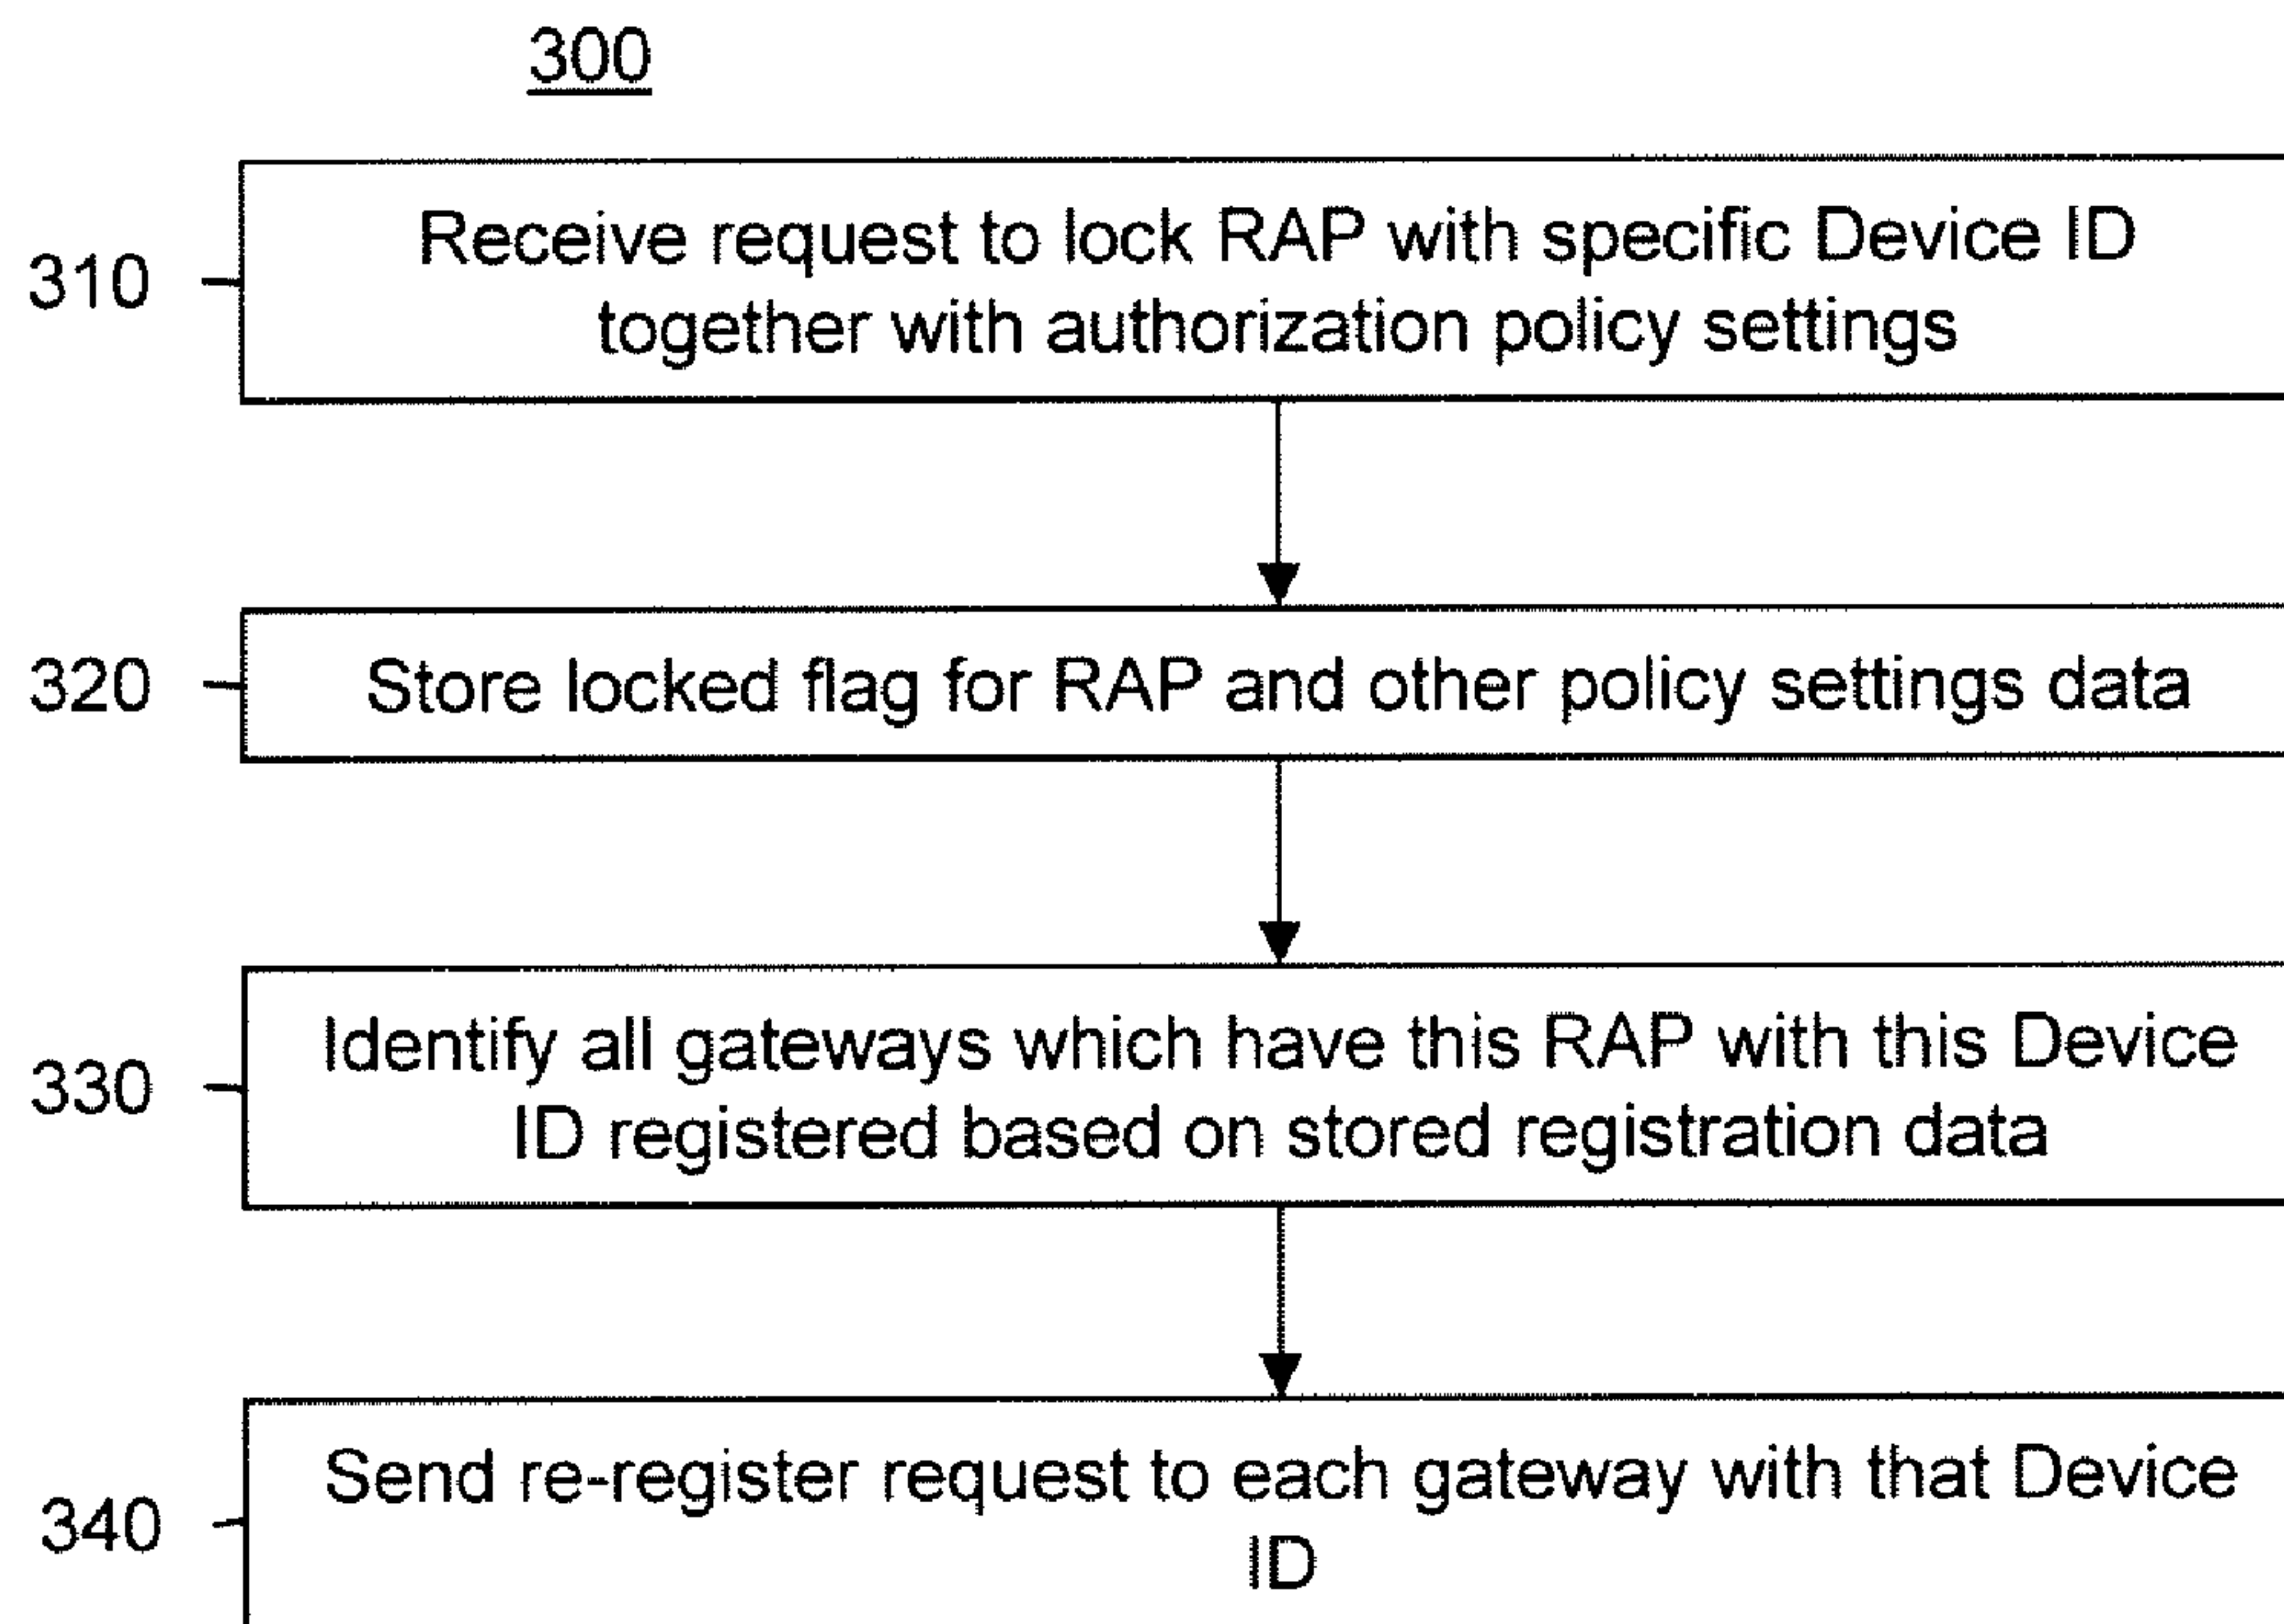 300
310
Receive request to lock RAP with specific Device ID
together with authorization policy settings
320
Store locked flag for RAP and other policy settings data
330
Identify all gateways which have this RAP with this Device
ID registered based on stored registration data
340
Send re-register request to each gateway with that Device
ID